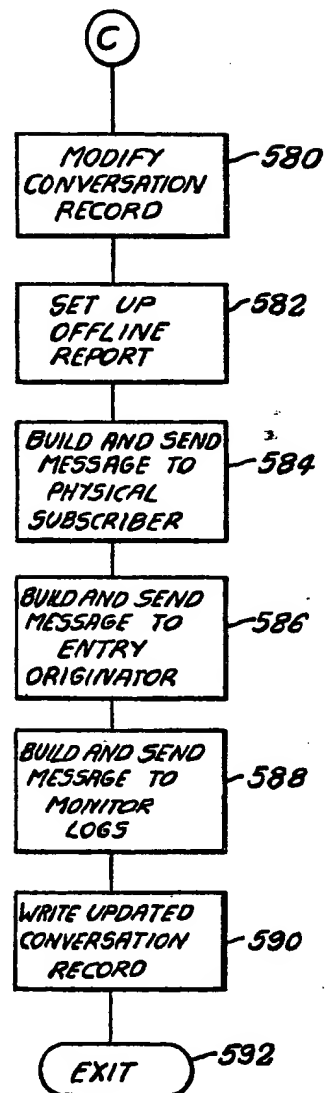 C
MODIFY
CONVERSATION
RECORD
580
SET UP
OFFLINE
REPORT
582
BUILD AND SEND
MESSAGE TO
PHYSICAL
SUBSCRIBER
584
BUILD AND SEND
MESSAGE TO
ENTRY
ORIGINATOR
586
BUILD AND SEND
MESSAGE TO
MONITOR
LOGS
588
WRITE UPDATED
CONVERSATION
RECORD
590
EXIT
592